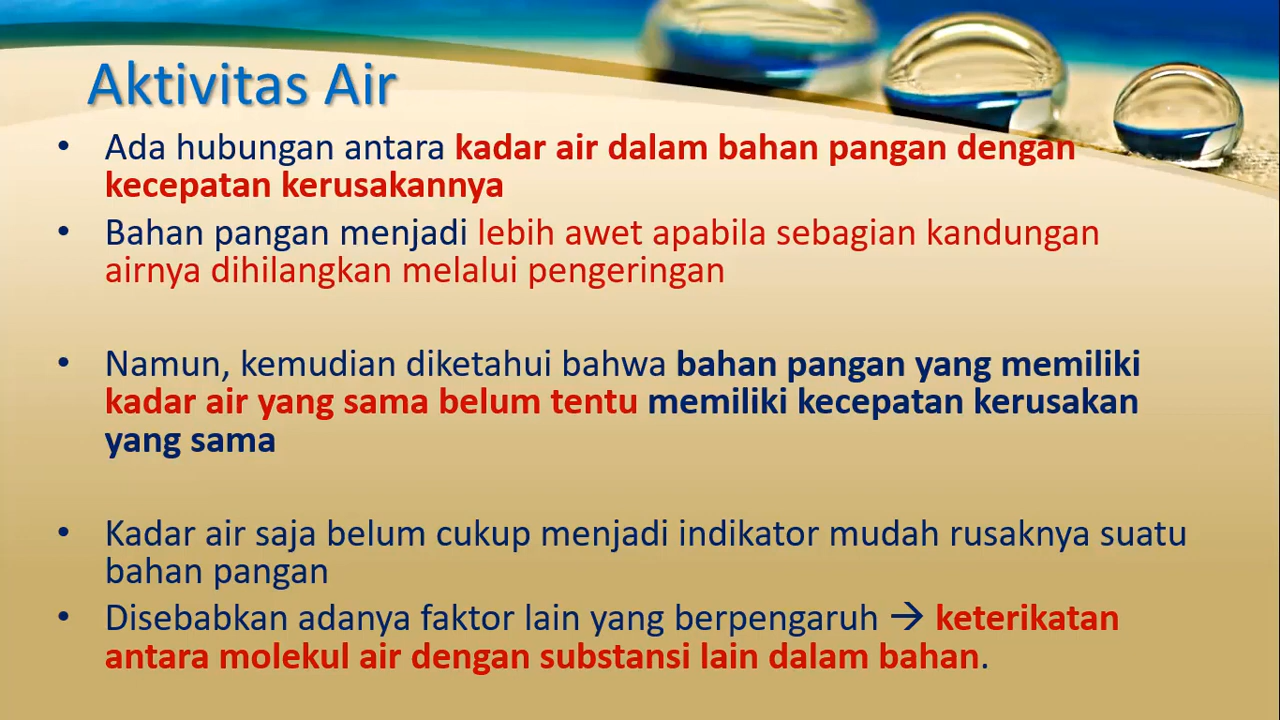 Aktivitas Air
• Ada hubungan antara kadar air dalam bahan pangan dengan
kecepatan kerusakannya
• Bahan pangan menjadi lebih awet apabila sebagian kandungan
airnya dihilangkan melalui pengeringan
• Namun, kemudian diketahui bahwa bahan pangan yang memiliki
kadar air yang sama belum tentu memiliki kecepatan kerusakan
yang sama
• Kadar air saja belum cukup menjadi indikator mudah rusaknya suatu
bahan pangan
• Disebabkan adanya faktor lain yang berpengaruh → keterikatan
antara molekul air dengan substansi lain dalam bahan.